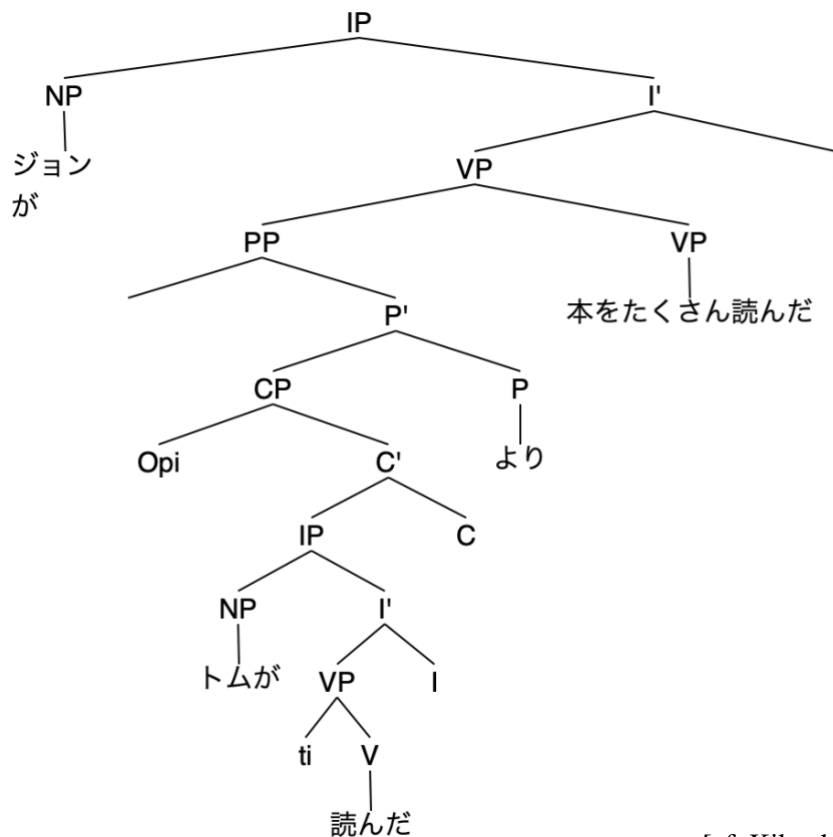 IP
NP I'
ジョン
が
VP
PP VP
P' 本をたくさん読んだ
CP P
Opi C' より
IP C
NP I'
トムが VP I
ti V
読んだ